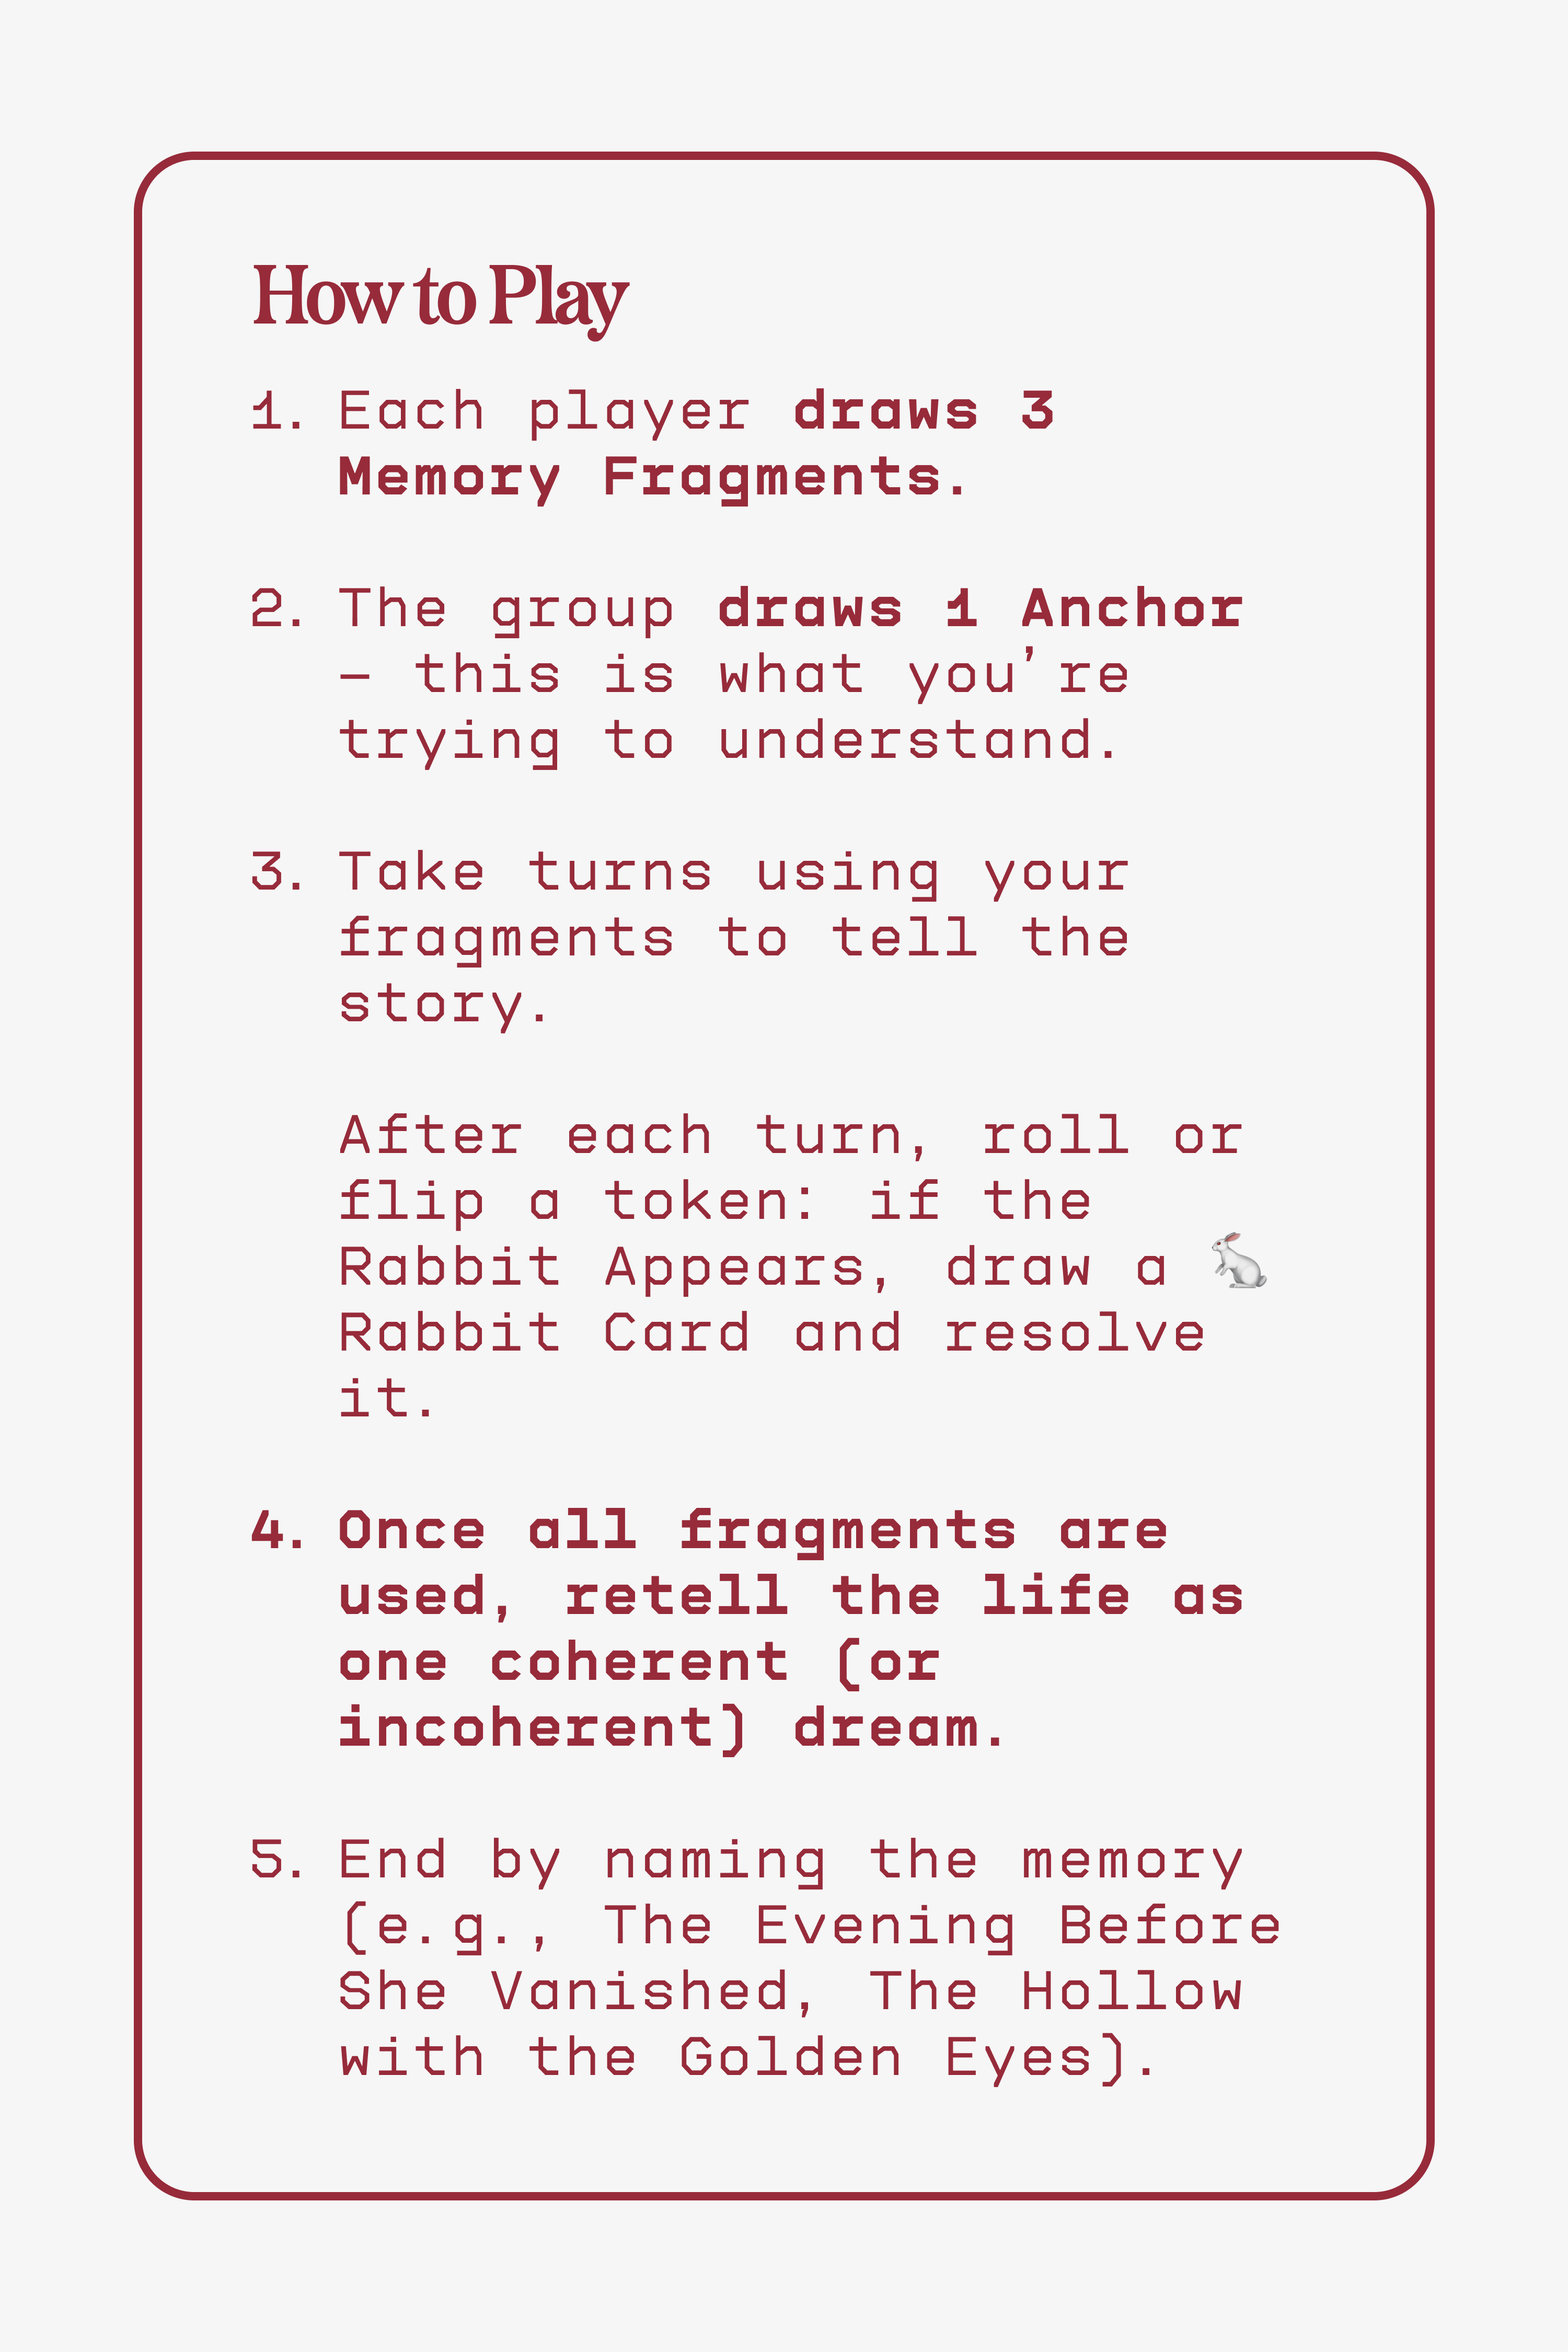 How to Play
1. Each player draws 3
Memory Fragments.
2. The group draws 1 Anchor
– this is what you’re
trying to understand.
3. Take turns using your
fragments to tell the
story.
After each turn, roll or
flip a token: if the
Rabbit Appears, draw a 🐇
Rabbit Card and resolve
it.
4. Once all fragments are
used, retell the life as
one coherent (or
incoherent) dream.
5. End by naming the memory
(e.g., The Evening Before
She Vanished, The Hollow
with the Golden Eyes).